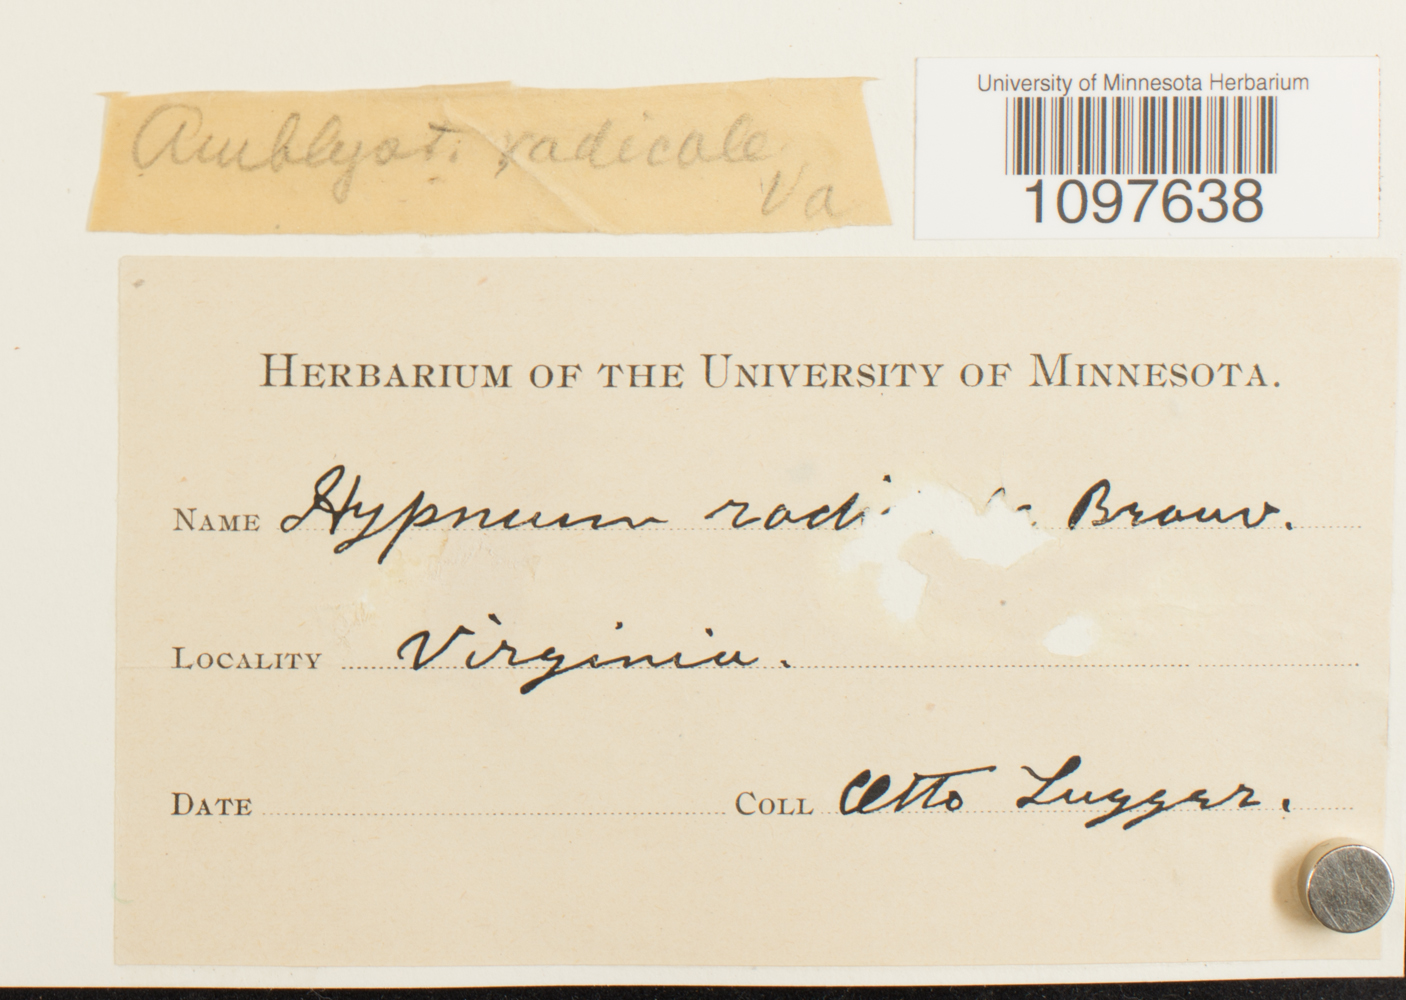 Amblyst. radicale
Va
University of Minnesota Herbarium
1097638
HERBARIUM OF THE UNIVERSITY OF MINNESOTA.
NAME Hypnum Brauv.
LOCALITY Virginia.
DATE COLL Otto Lugger.